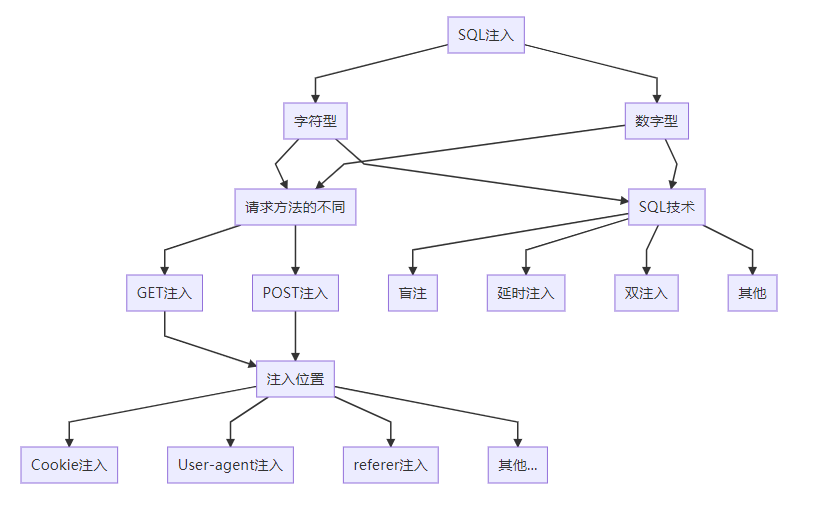 SQL注入
字符型
数字型
请求方法的不同
SQL技术
GET注入
POST注入
盲注
延时注入
双注入
其他
注入位置
Cookie注入
User-agent注入
referer注入
其他...